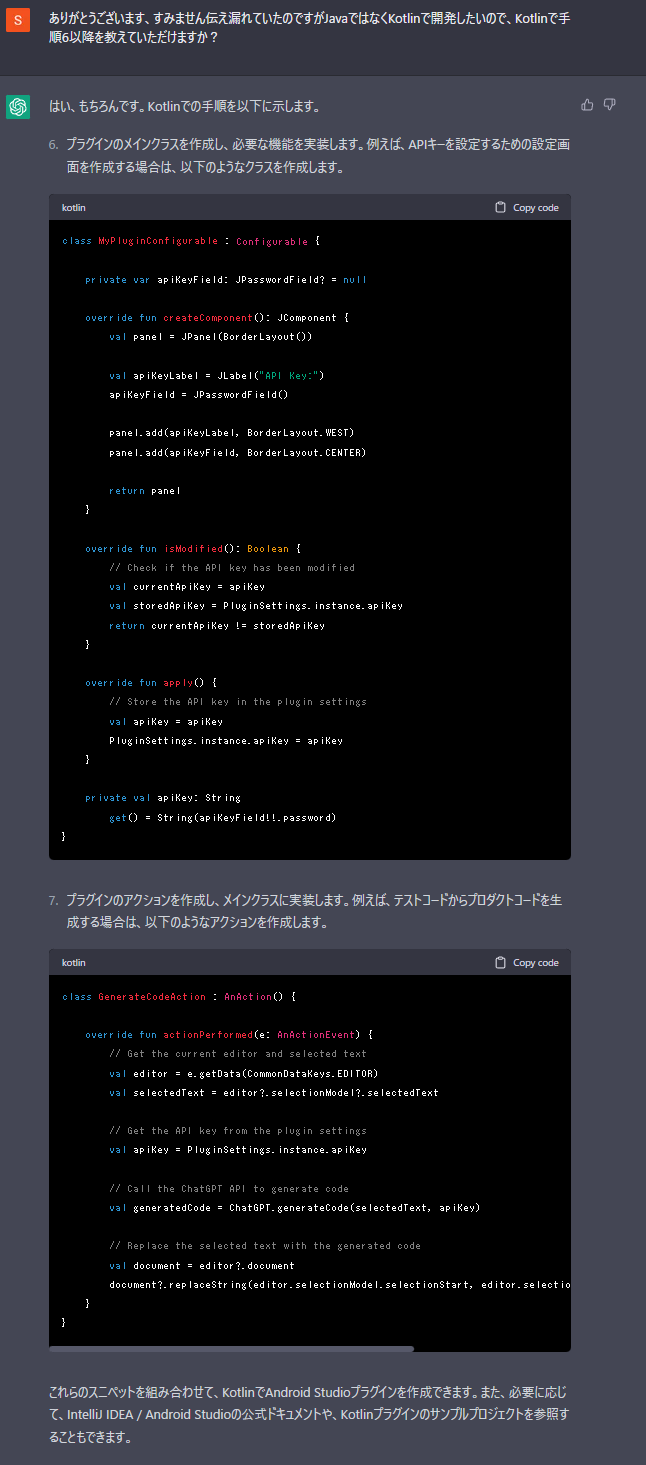 S
ありがとうございます、すみません伝え漏れていたのですがJavaではなくKotlinで開発したいので、Kotlinで手
順6以降を教えていただけますか？
はい、もちろんです。Kotlinでの手順を以下に示します。
6. プラグインのメインクラスを作成し、必要な機能を実装します。例えば、APIキーを設定するための設定画
面を作成する場合は、以下のようなクラスを作成します。
kotlin Copy code
class MyPluginConfigurable : Configurable {
private var apiKeyField: JPasswordField? = null
override fun createComponent(): JComponent {
val panel = JPanel(BorderLayout())
val apiKeyLabel = JLabel("API Key:")
apiKeyField = JPasswordField()
panel.add(apiKeyLabel, BorderLayout.WEST)
panel.add(apiKeyField, BorderLayout.CENTER)
return panel
}
override fun isModified(): Boolean {
// Check if the API key has been modified
val currentApiKey = apiKey
val storedApiKey = PluginSettings.instance.apiKey
return currentApiKey != storedApiKey
}
override fun apply() {
// Store the API key in the plugin settings
val apiKey = apiKey
PluginSettings.instance.apiKey = apiKey
}
private val apiKey: String
get() = String(apiKeyField!!.password)
}
7. プラグインのアクションを作成し、メインクラスに実装します。例えば、テストコードからプロダクトコードを生
成する場合は、以下のようなアクションを作成します。
kotlin Copy code
class GenerateCodeAction : AnAction() {
override fun actionPerformed(e: AnActionEvent) {
// Get the current editor and selected text
val editor = e.getData(CommonDataKeys.EDITOR)
val selectedText = editor?.selectionModel?.selectedText
// Get the API key from the plugin settings
val apiKey = PluginSettings.instance.apiKey
// Call the ChatGPT API to generate code
val generatedCode = ChatGPT.generateCode(selectedText, apiKey)
// Replace the selected text with the generated code
val document = editor?.document
document?.replaceString(editor.selectionModel.selectionStart, editor.selectio
}
}
これらのスニペットを組み合わせて、KotlinでAndroid Studioプラグインを作成できます。また、必要に応じ
て、IntelliJ IDEA / Android Studioの公式ドキュメントや、Kotlinプラグインのサンプルプロジェクトを参照す
ることもできます。